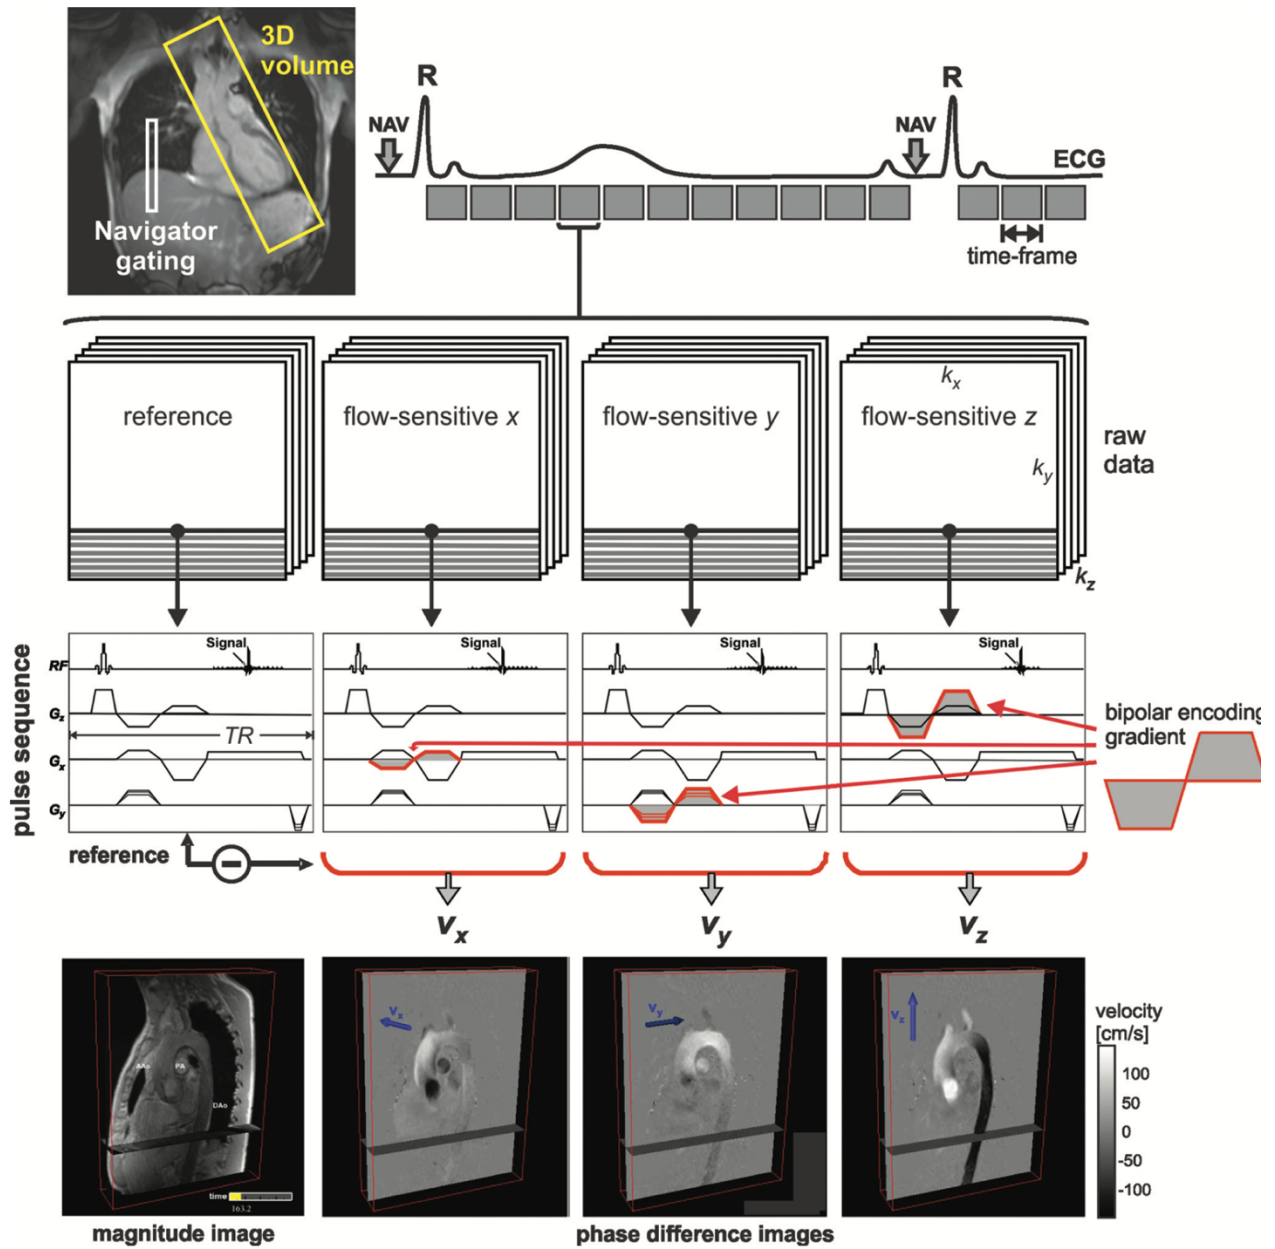 3D
volume
Navigator
gating
R
R
NAV
NAV
ECG
time-frame
reference
flow-sensitive x
flow-sensitive y
flow-sensitive z
kx
ky
kz
raw
data
pulse sequence
RF
Gz
Gx
Gy
Signal
Signal
Signal
Signal
TR
bipolar encoding
gradient
reference
vx
vy
vz
AAo
PA
DAo
time
163.2
vx
vy
vz
velocity
[cm/s]
100
50
0
-50
-100
magnitude image
phase difference images